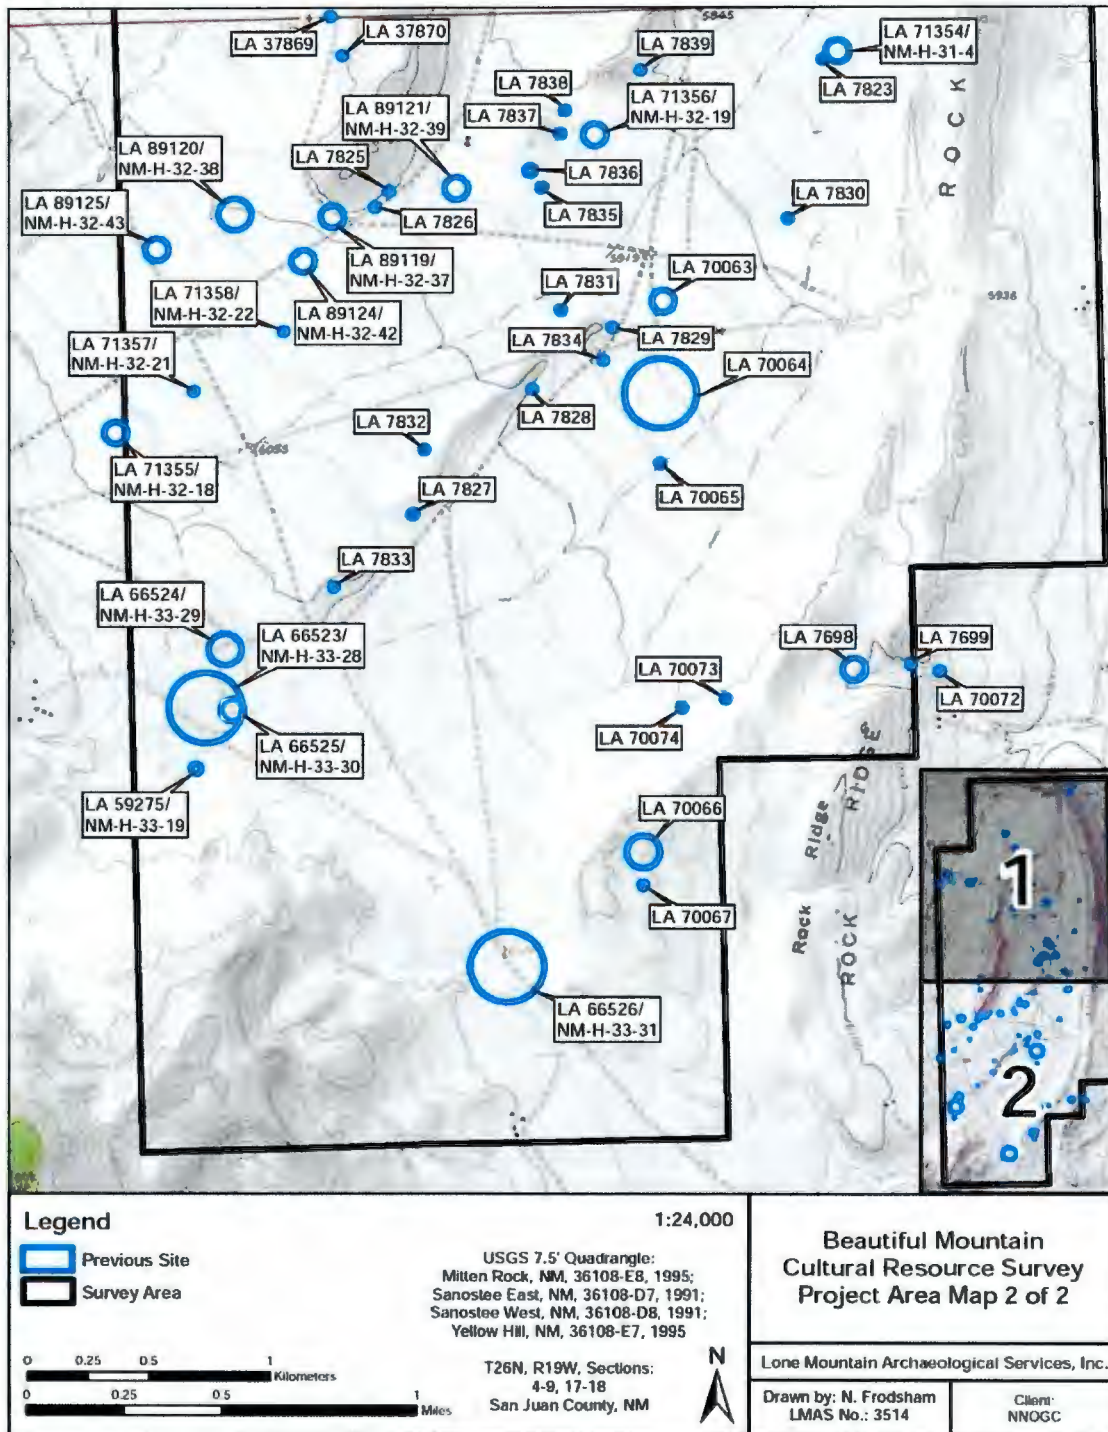 5845
LA 37869
LA 37870
LA 7839
LA 71354/
NM-H-31-4
LA 7823
LA 7838
LA 71356/
NM-H-32-19
LA 7837
LA 89121/
NM-H-32-39
LA 89120/
NM-H-32-38
LA 7825
LA 7836
LA 7835
LA 7826
LA 7830
LA 89125/
NM-H-32-43
LA 89119/
NM-H-32-37
LA 70063
LA 71358/
NM-H-32-22
LA 89124/
NM-H-32-42
LA 7831
LA 7829
LA 7834
LA 71357/
NM-H-32-21
LA 70064
LA 7828
LA 7832
LA 71355/
NM-H-32-18
LA 70065
LA 7827
LA 7833
LA 66524/
NM-H-33-29
LA 66523/
NM-H-33-28
LA 7698
LA 7699
LA 70073
LA 70072
LA 70074
LA 66525/
NM-H-33-30
LA 59275/
NM-H-33-19
LA 70066
LA 70067
LA 66526/
NM-H-33-31
ROCK
5938
6053
Rock Ridge
ROCK RIDGE
1
2
Legend
Previous Site
Survey Area
1:24,000
USGS 7.5' Quadrangle:
Mitten Rock, NM, 36108-E8, 1995;
Sanostee East, NM, 36108-D7, 1991;
Sanostee West, NM, 36108-D8, 1991;
Yellow Hill, NM, 36108-E7, 1995
T26N, R19W, Sections:
4-9, 17-18
San Juan County, NM
N
0 0.25 0.5 1
Kilometers
0 0.25 0.5 1
Miles
Beautiful Mountain
Cultural Resource Survey
Project Area Map 2 of 2
Lone Mountain Archaeological Services, Inc.
Drawn by: N. Frodsham
LMAS No.: 3514
Client:
NNOGC